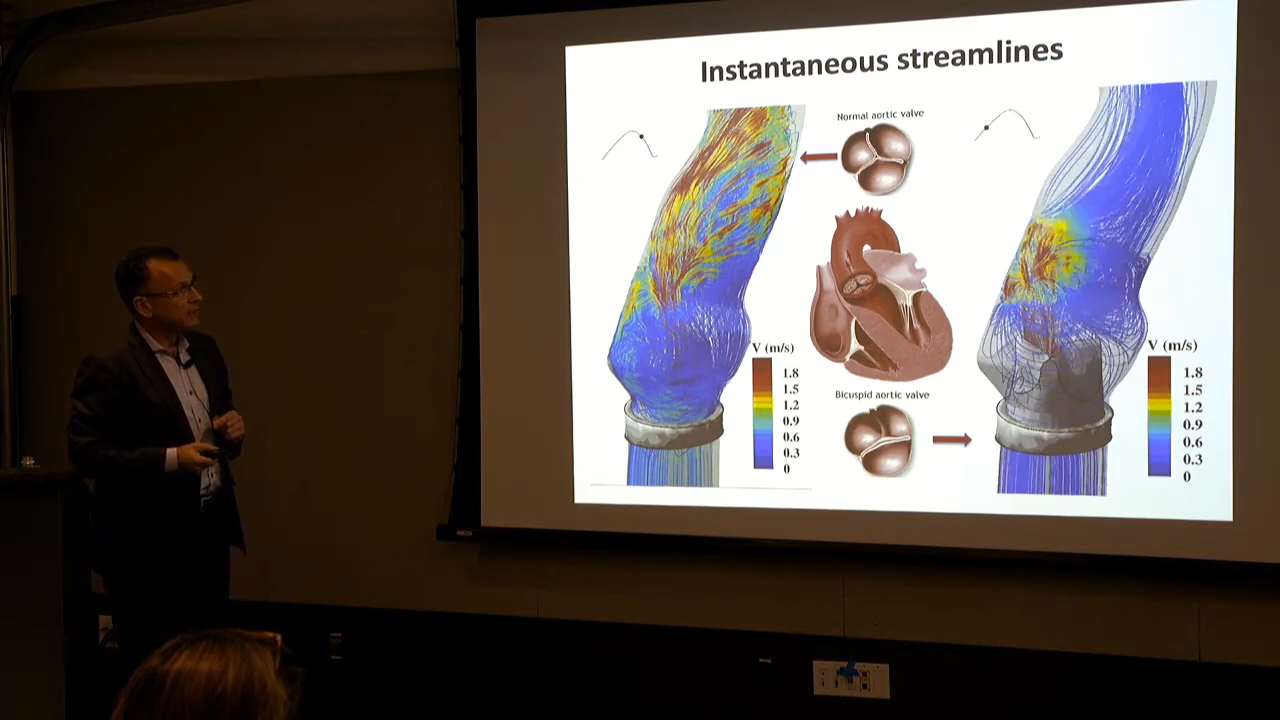 Instantaneous streamlines
Normal aortic valve
V (m/s)
1.8
1.5
1.2
0.9
0.6
0.3
0
Bicuspid aortic valve
V (m/s)
1.8
1.5
1.2
0.9
0.6
0.3
0